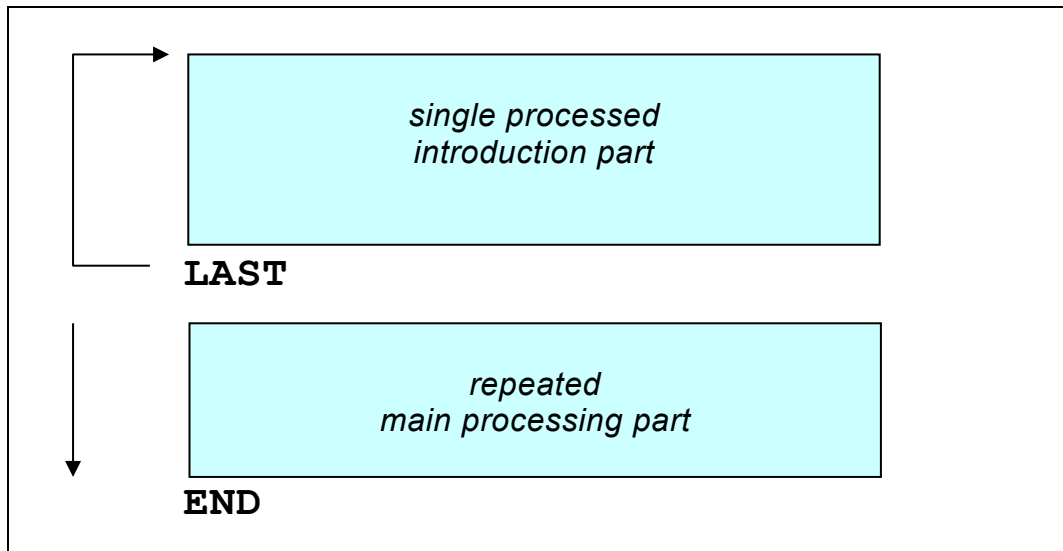 single processed
introduction part
LAST
repeated
main processing part
END